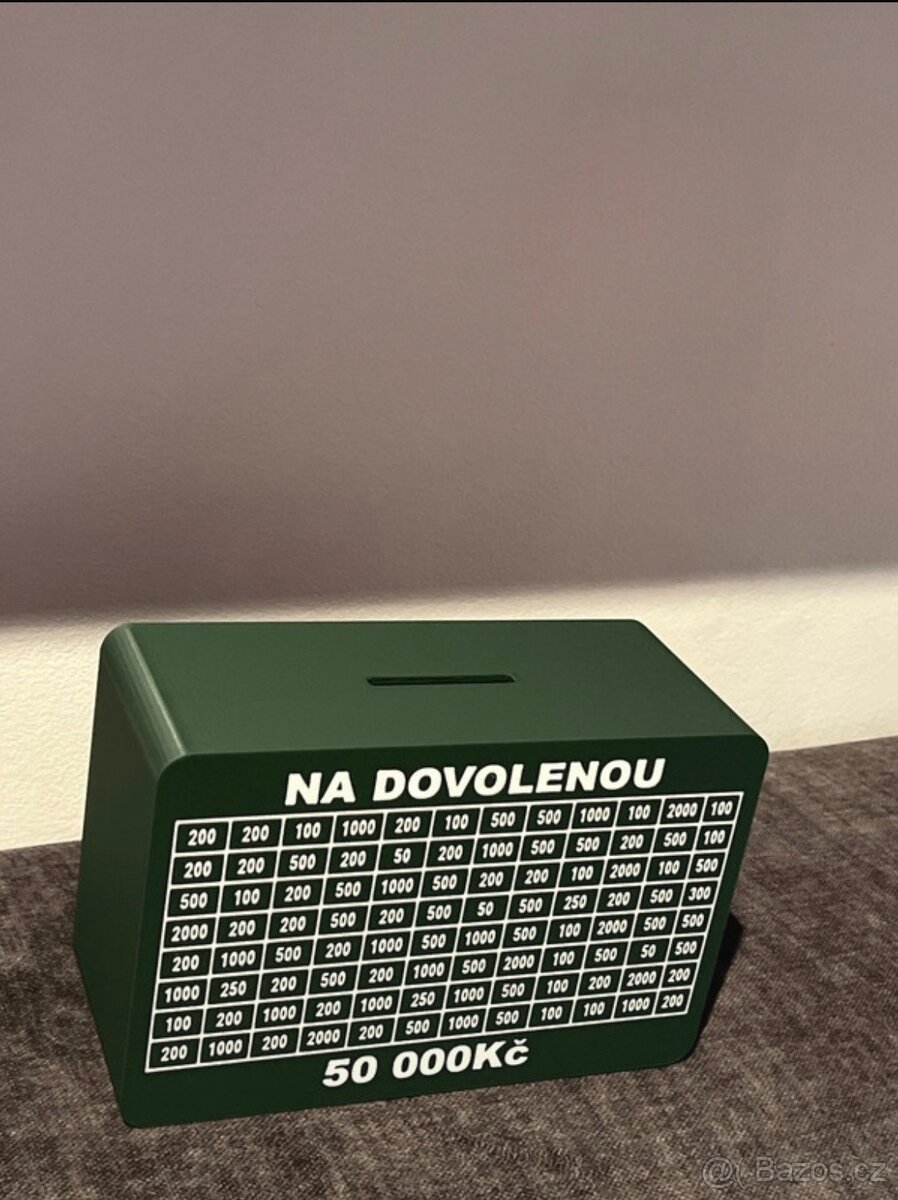 NA DOVOLENOU
200 200 100 1000 200 100 500 500 1000 100 2000 100
200 200 500 200 50 200 1000 500 500 200 500 100
500 100 200 500 1000 500 200 200 100 2000 100 500
2000 200 200 500 200 500 50 500 250 200 500 300
200 1000 500 200 1000 500 1000 500 100 2000 500 500
1000 250 200 500 200 1000 500 2000 100 500 50 500
100 200 1000 200 1000 250 1000 500 100 200 2000 200
200 1000 200 2000 200 500 1000 500 100 100 1000 200
50 000Kč
Bazos.cz